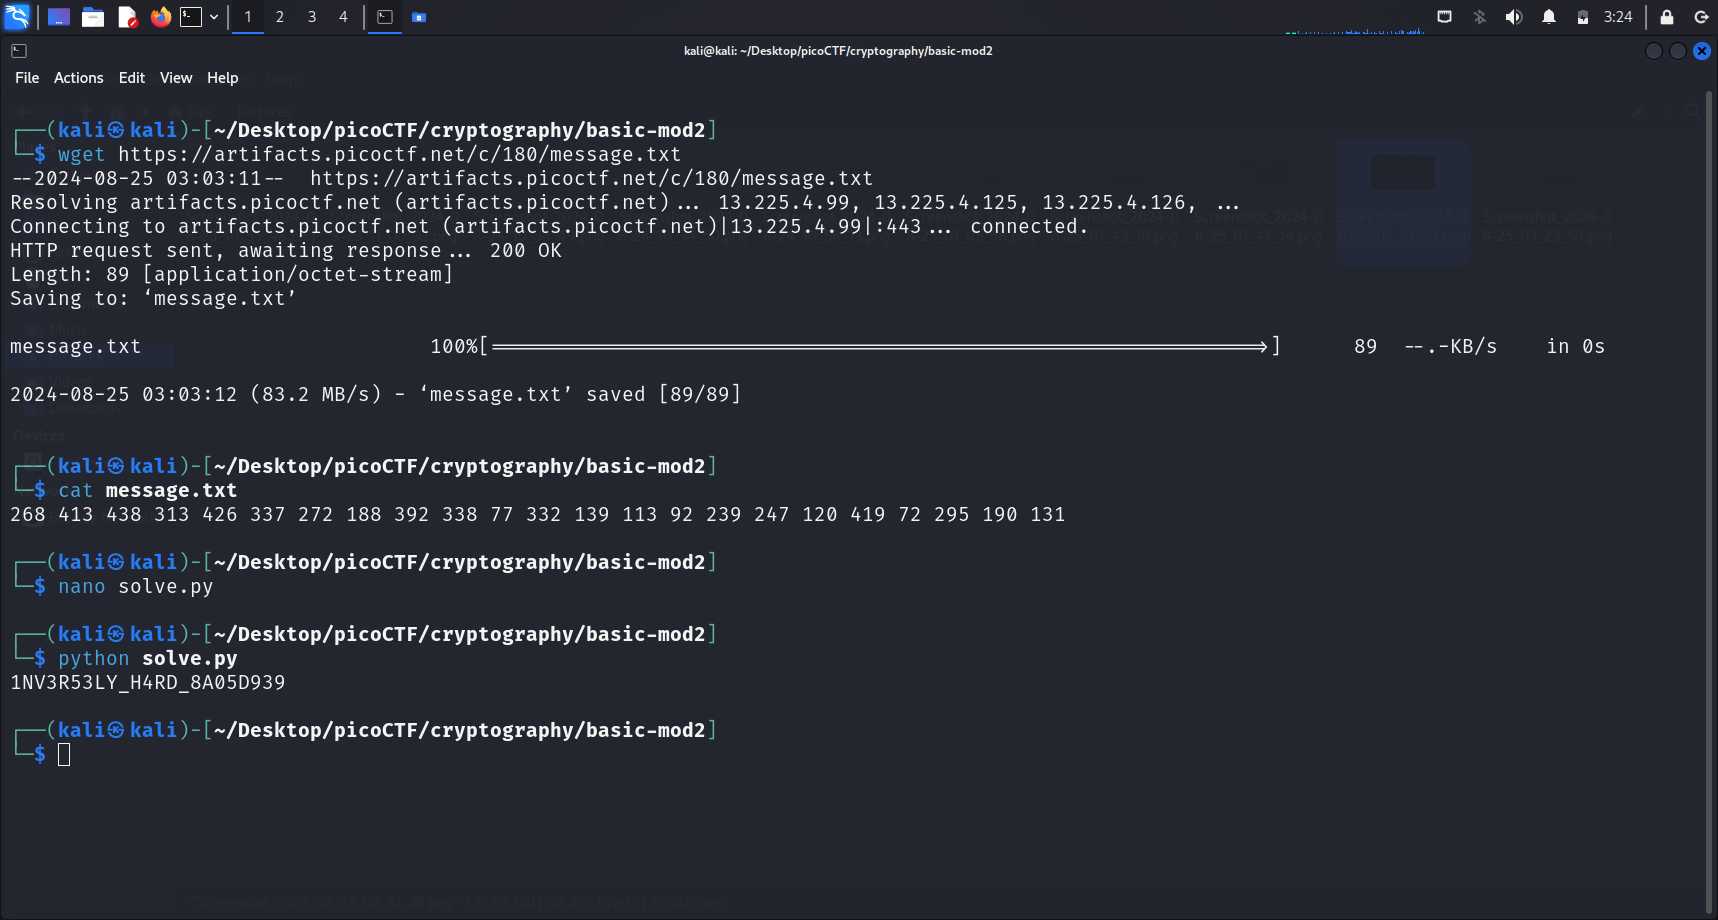 1 2 3 4 3:24
kali@kali: ~/Desktop/picoCTF/cryptography/basic-mod2
File Actions Edit View Help
┌──(kali㉿kali)-[~/Desktop/picoCTF/cryptography/basic-mod2]
└─$ wget https://artifacts.picoctf.net/c/180/message.txt
--2024-08-25 03:03:11-- https://artifacts.picoctf.net/c/180/message.txt
Resolving artifacts.picoctf.net (artifacts.picoctf.net)... 13.225.4.99, 13.225.4.125, 13.225.4.126, ...
Connecting to artifacts.picoctf.net (artifacts.picoctf.net)|13.225.4.99|:443... connected.
HTTP request sent, awaiting response... 200 OK
Length: 89 [application/octet-stream]
Saving to: ‘message.txt’
message.txt 100%[=================================================================>] 89 --.-KB/s in 0s
2024-08-25 03:03:12 (83.2 MB/s) - ‘message.txt’ saved [89/89]
┌──(kali㉿kali)-[~/Desktop/picoCTF/cryptography/basic-mod2]
└─$ cat message.txt
268 413 438 313 426 337 272 188 392 338 77 332 139 113 92 239 247 120 419 72 295 190 131
┌──(kali㉿kali)-[~/Desktop/picoCTF/cryptography/basic-mod2]
└─$ nano solve.py
┌──(kali㉿kali)-[~/Desktop/picoCTF/cryptography/basic-mod2]
└─$ python solve.py
1NV3R53LY_H4RD_8A05D939
┌──(kali㉿kali)-[~/Desktop/picoCTF/cryptography/basic-mod2]
└─$